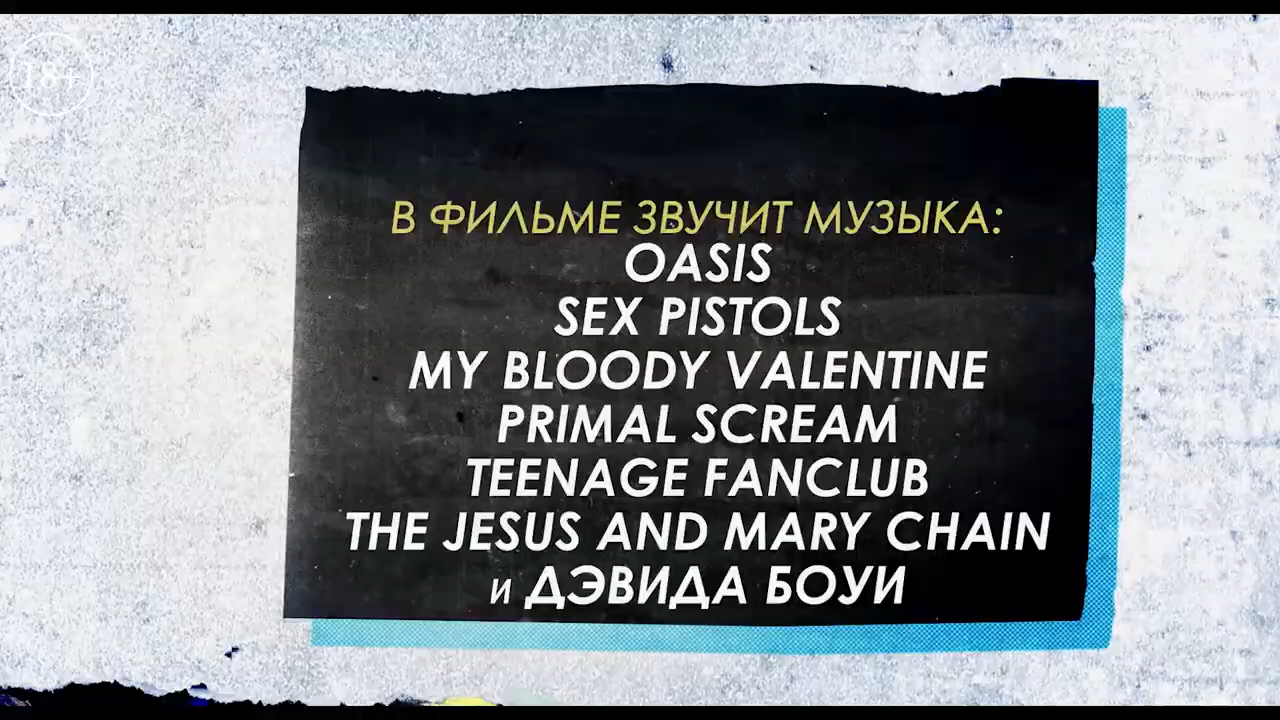 18+
В ФИЛЬМЕ ЗВУЧИТ МУЗЫКА:
OASIS
SEX PISTOLS
MY BLOODY VALENTINE
PRIMAL SCREAM
TEENAGE FANCLUB
THE JESUS AND MARY CHAIN
и ДЭВИДА БОУИ